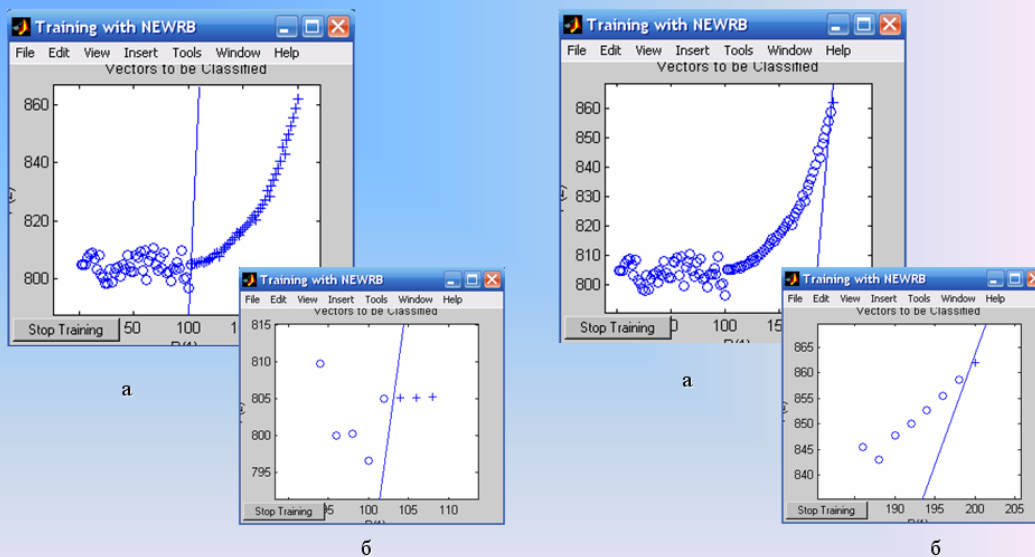 Training with NEWRB
File Edit View Insert Tools Window Help
Vectors to be Classified
860
840
820
800
50
100
Stop Training
Training with NEWRB
File Edit View Insert Tools Window Help
Vectors to be Classified
815
810
805
800
795
95
100
105
110
Stop Training
а
б
Training with NEWRB
File Edit View Insert Tools Window Help
Vectors to be Classified
860
850
840
830
820
810
800
100
Stop Training
Training with NEWRB
File Edit View Insert Tools Window Help
Vectors to be Classified
865
860
855
850
845
840
190
195
200
205
Stop Training
а
б